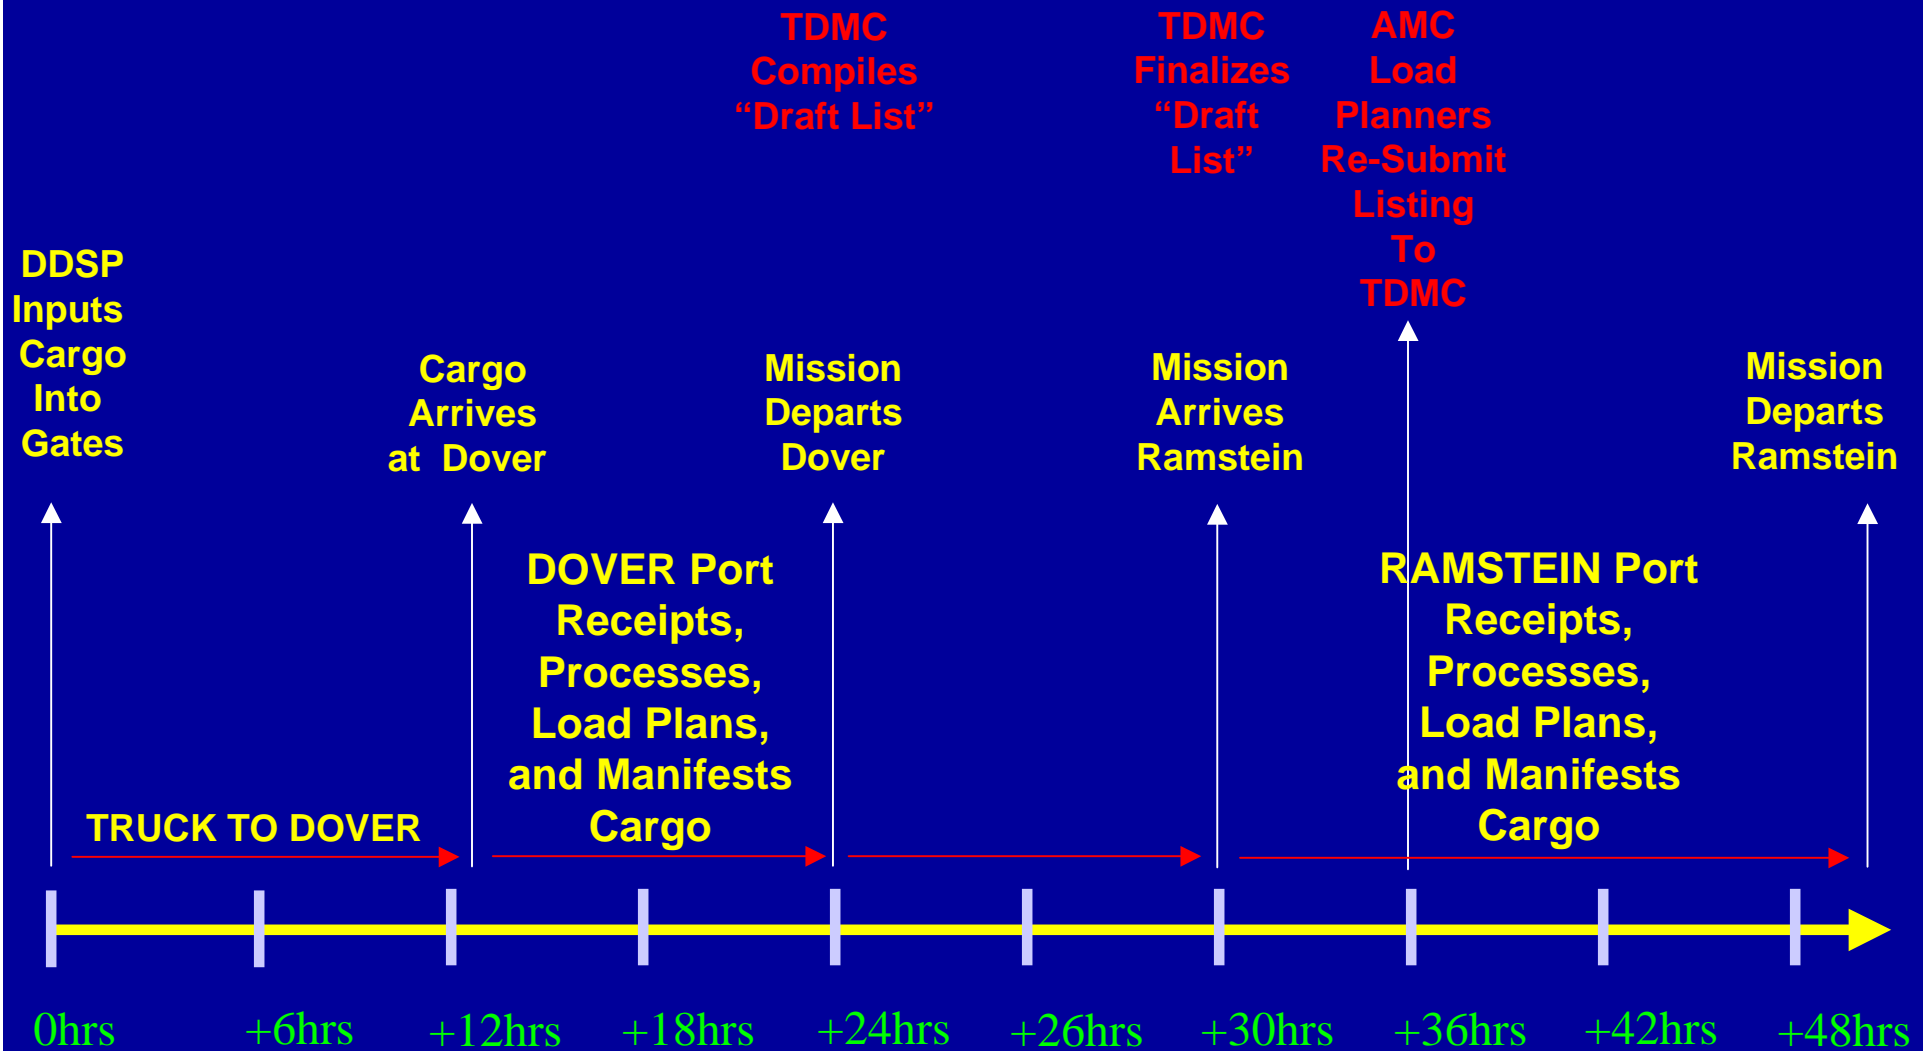 TDMC
Compiles
“Draft List”
TDMC
Finalizes
“Draft
List”
AMC
Load
Planners
Re-Submit
Listing
To
TDMC
DDSP
Inputs
Cargo
Into
Gates
Cargo
Arrives
at Dover
Mission
Departs
Dover
Mission
Arrives
Ramstein
Mission
Departs
Ramstein
TRUCK TO DOVER
DOVER Port
Receipts,
Processes,
Load Plans,
and Manifests
Cargo
RAMSTEIN Port
Receipts,
Processes,
Load Plans,
and Manifests
Cargo
0hrs
+6hrs
+12hrs
+18hrs
+24hrs
+26hrs
+30hrs
+36hrs
+42hrs
+48hrs